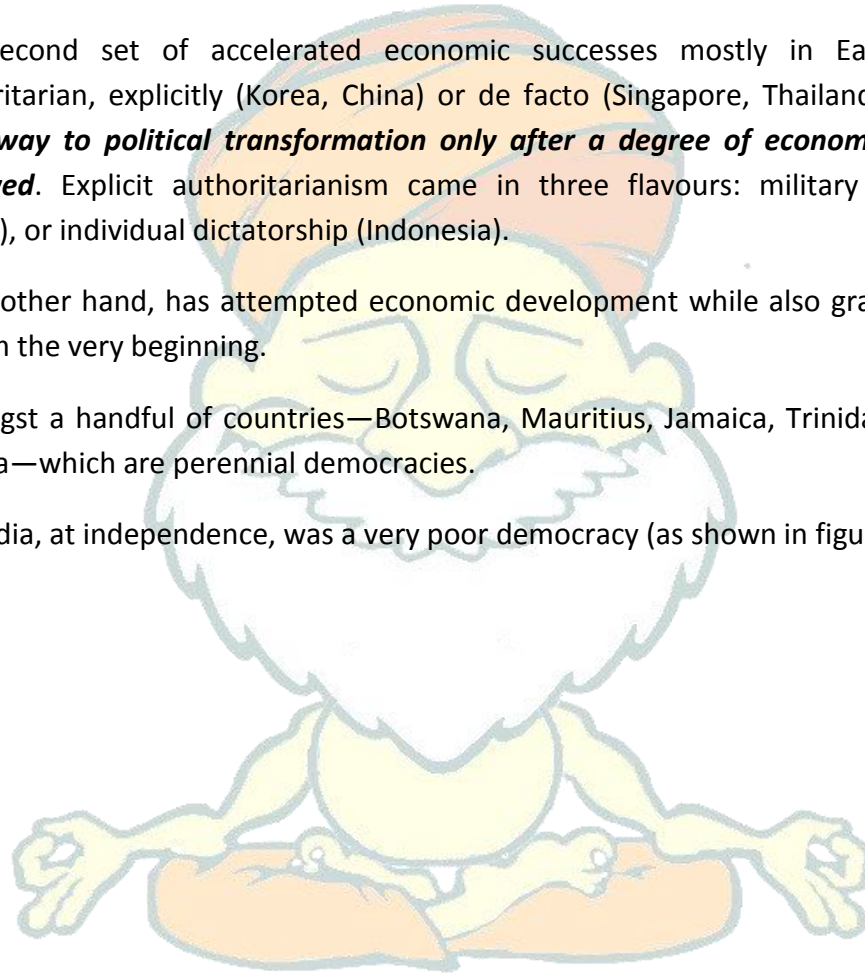 econd set of accelerated economic successes mostly in Ea
ritarian, explicitly (Korea, China) or de facto (Singapore, Thailand
way to political transformation only after a degree of econom
ved. Explicit authoritarianism came in three flavours: military
), or individual dictatorship (Indonesia).
other hand, has attempted economic development while also gra
n the very beginning.
gst a handful of countries—Botswana, Mauritius, Jamaica, Trinida
a—which are perennial democracies.
dia, at independence, was a very poor democracy (as shown in figu